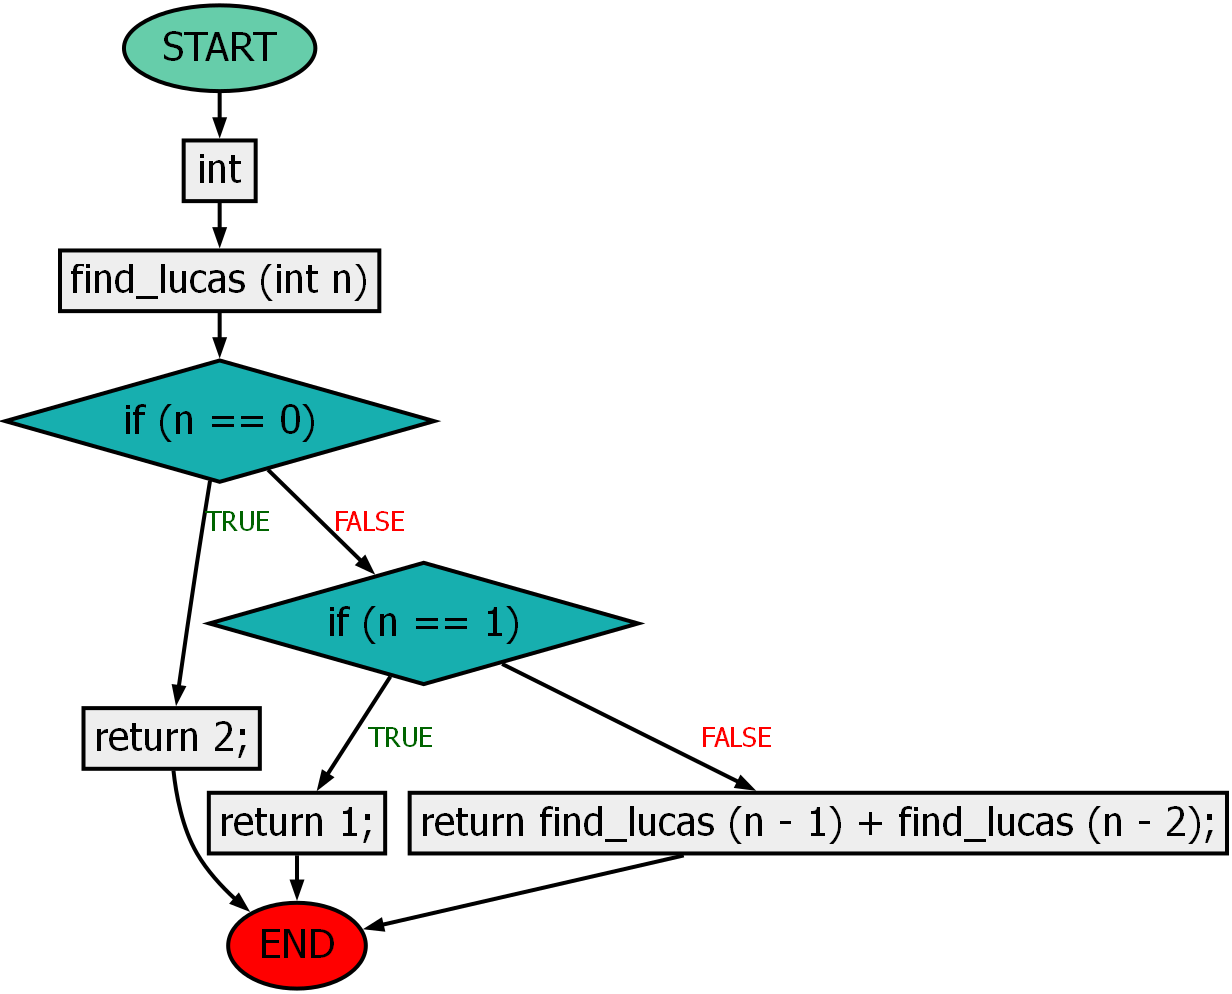 START
int
find_lucas (int n)
if (n == 0)
TRUE
FALSE
if (n == 1)
return 2;
TRUE
FALSE
return 1;
return find_lucas (n - 1) + find_lucas (n - 2);
END